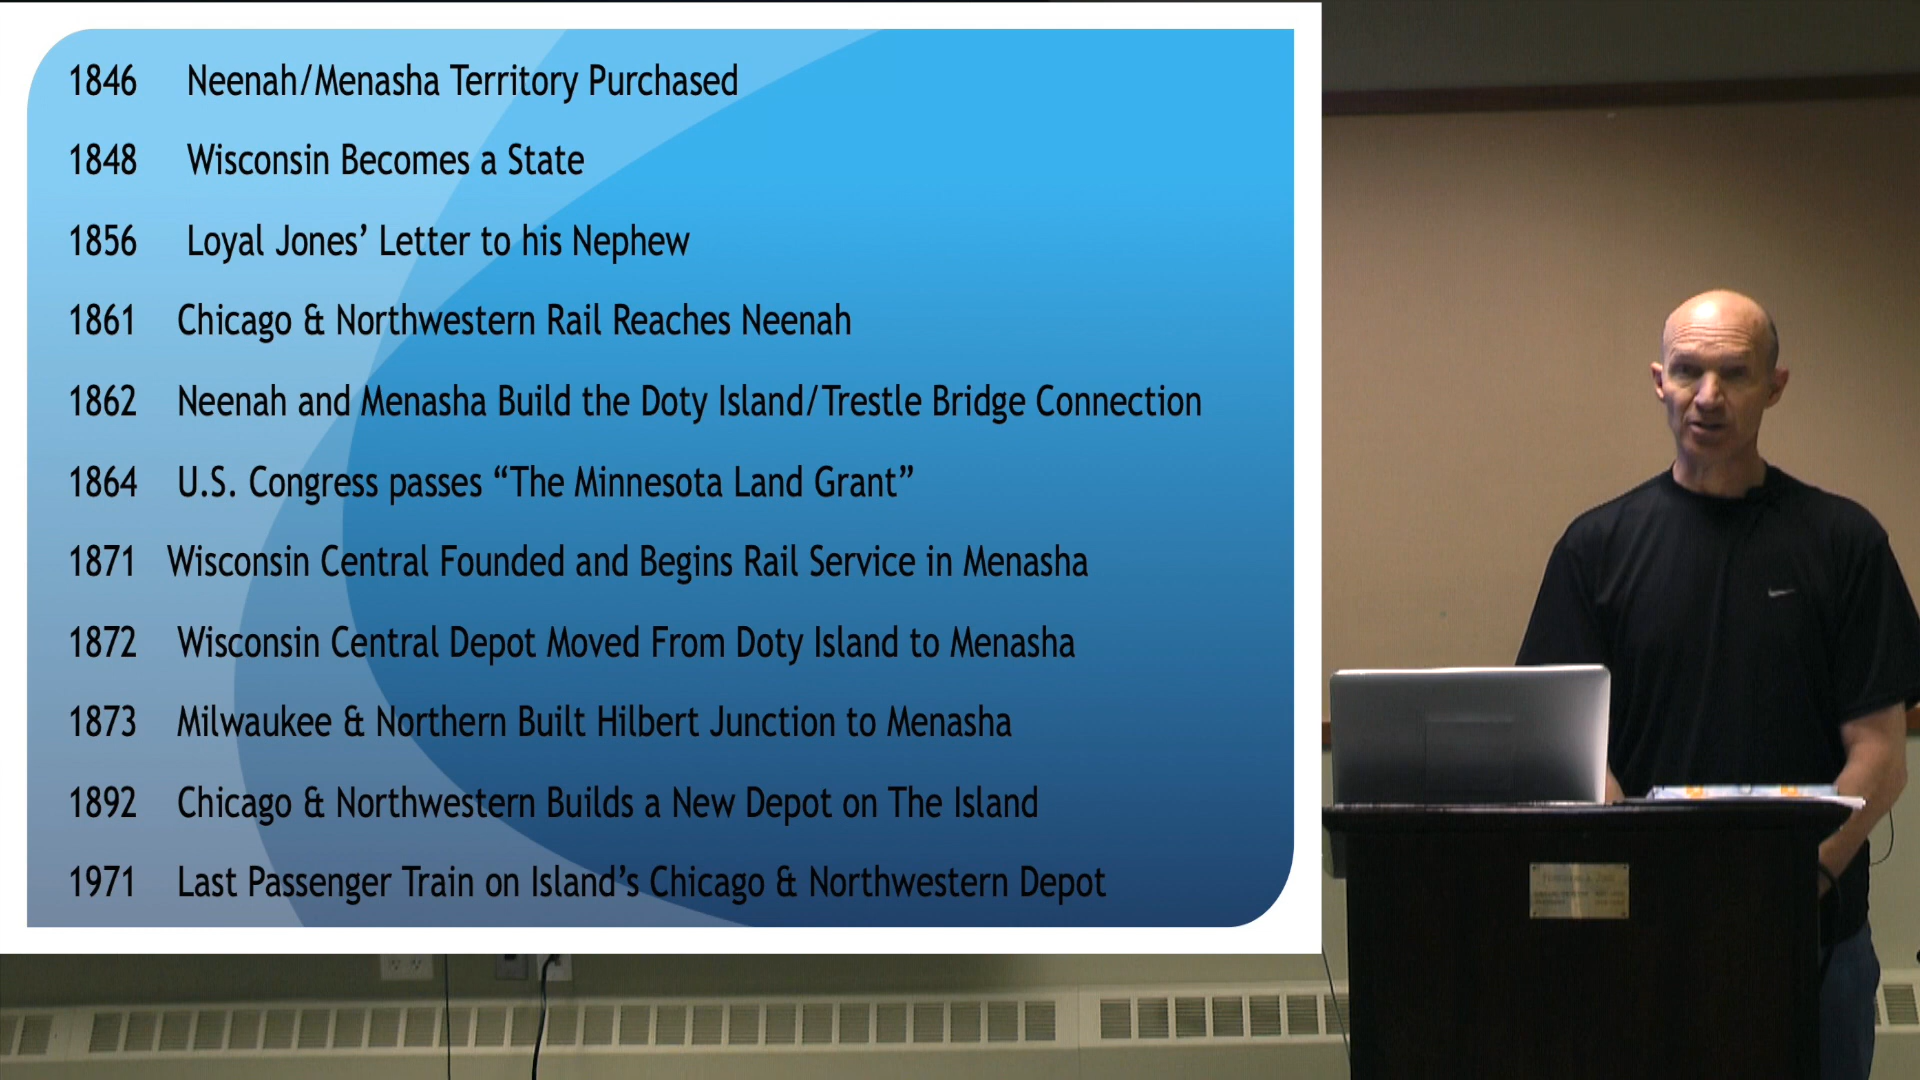 1846 Neenah/Menasha Territory Purchased
1848 Wisconsin Becomes a State
1856 Loyal Jones’ Letter to his Nephew
1861 Chicago & Northwestern Rail Reaches Neenah
1862 Neenah and Menasha Build the Doty Island/Trestle Bridge Connection
1864 U.S. Congress passes “The Minnesota Land Grant”
1871 Wisconsin Central Founded and Begins Rail Service in Menasha
1872 Wisconsin Central Depot Moved From Doty Island to Menasha
1873 Milwaukee & Northern Built Hilbert Junction to Menasha
1892 Chicago & Northwestern Builds a New Depot on The Island
1971 Last Passenger Train on Island’s Chicago & Northwestern Depot